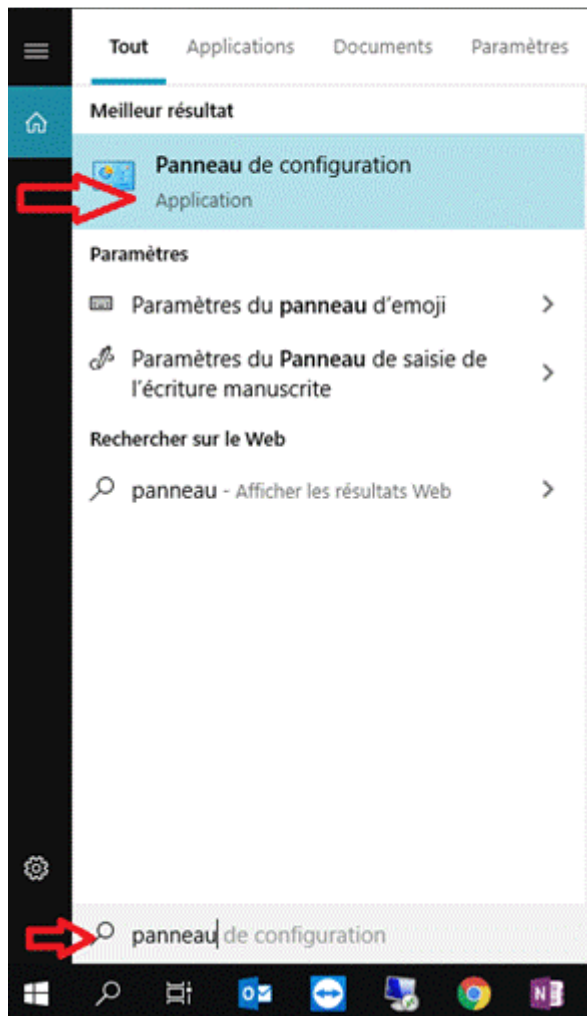 Tout Applications Documents Paramètres
Meilleur résultat
Panneau de configuration
Application
Paramètres
Paramètres du panneau d'emoji
Paramètres du Panneau de saisie de
l'écriture manuscrite
Rechercher sur le Web
panneau - Afficher les résultats Web
panneau de configuration